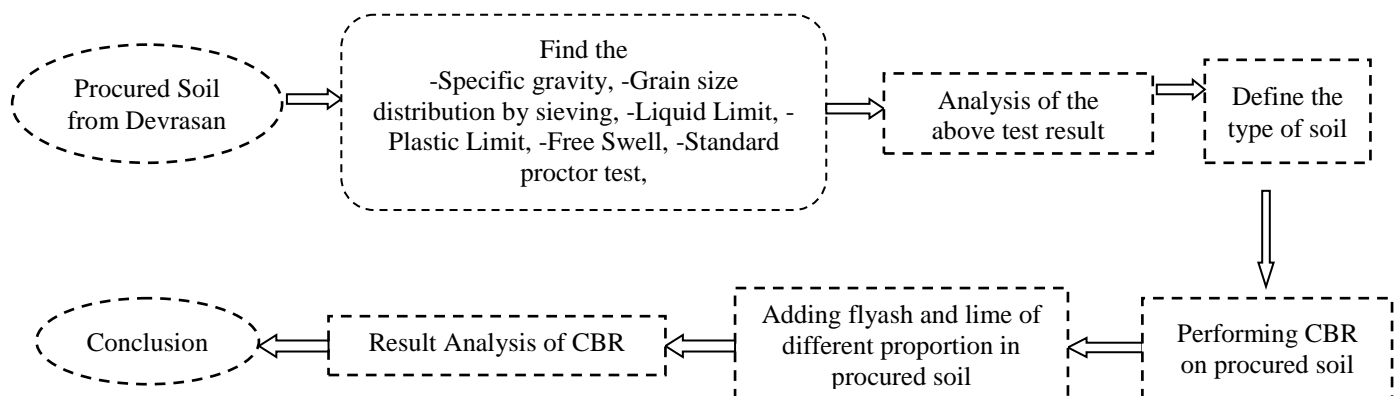 Procured Soil
from Devrasan
Find the
-Specific gravity, -Grain size
distribution by sieving, -Liquid Limit, -
Plastic Limit, -Free Swell, -Standard
proctor test,
Analysis of the
above test result
Define the
type of soil
Performing CBR
on procured soil
Adding flyash and lime of
different proportion in
procured soil
Result Analysis of CBR
Conclusion